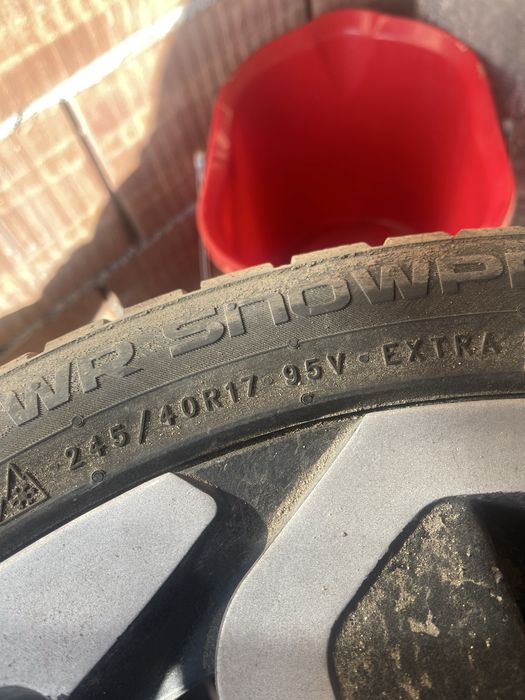 WR SNOWPR
245/40R17 95V · EXTRA